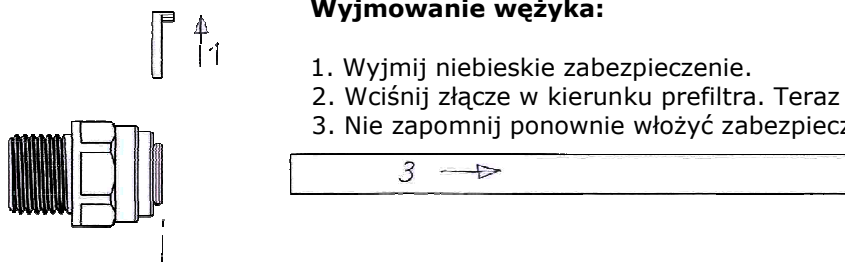 Wyjmowanie wężyka:
1
1. Wyjmij niebieskie zabezpieczenie.
2. Wciśnij złącze w kierunku prefiltra. Teraz
3. Nie zapomnij ponownie włożyć zabezpiecz
3